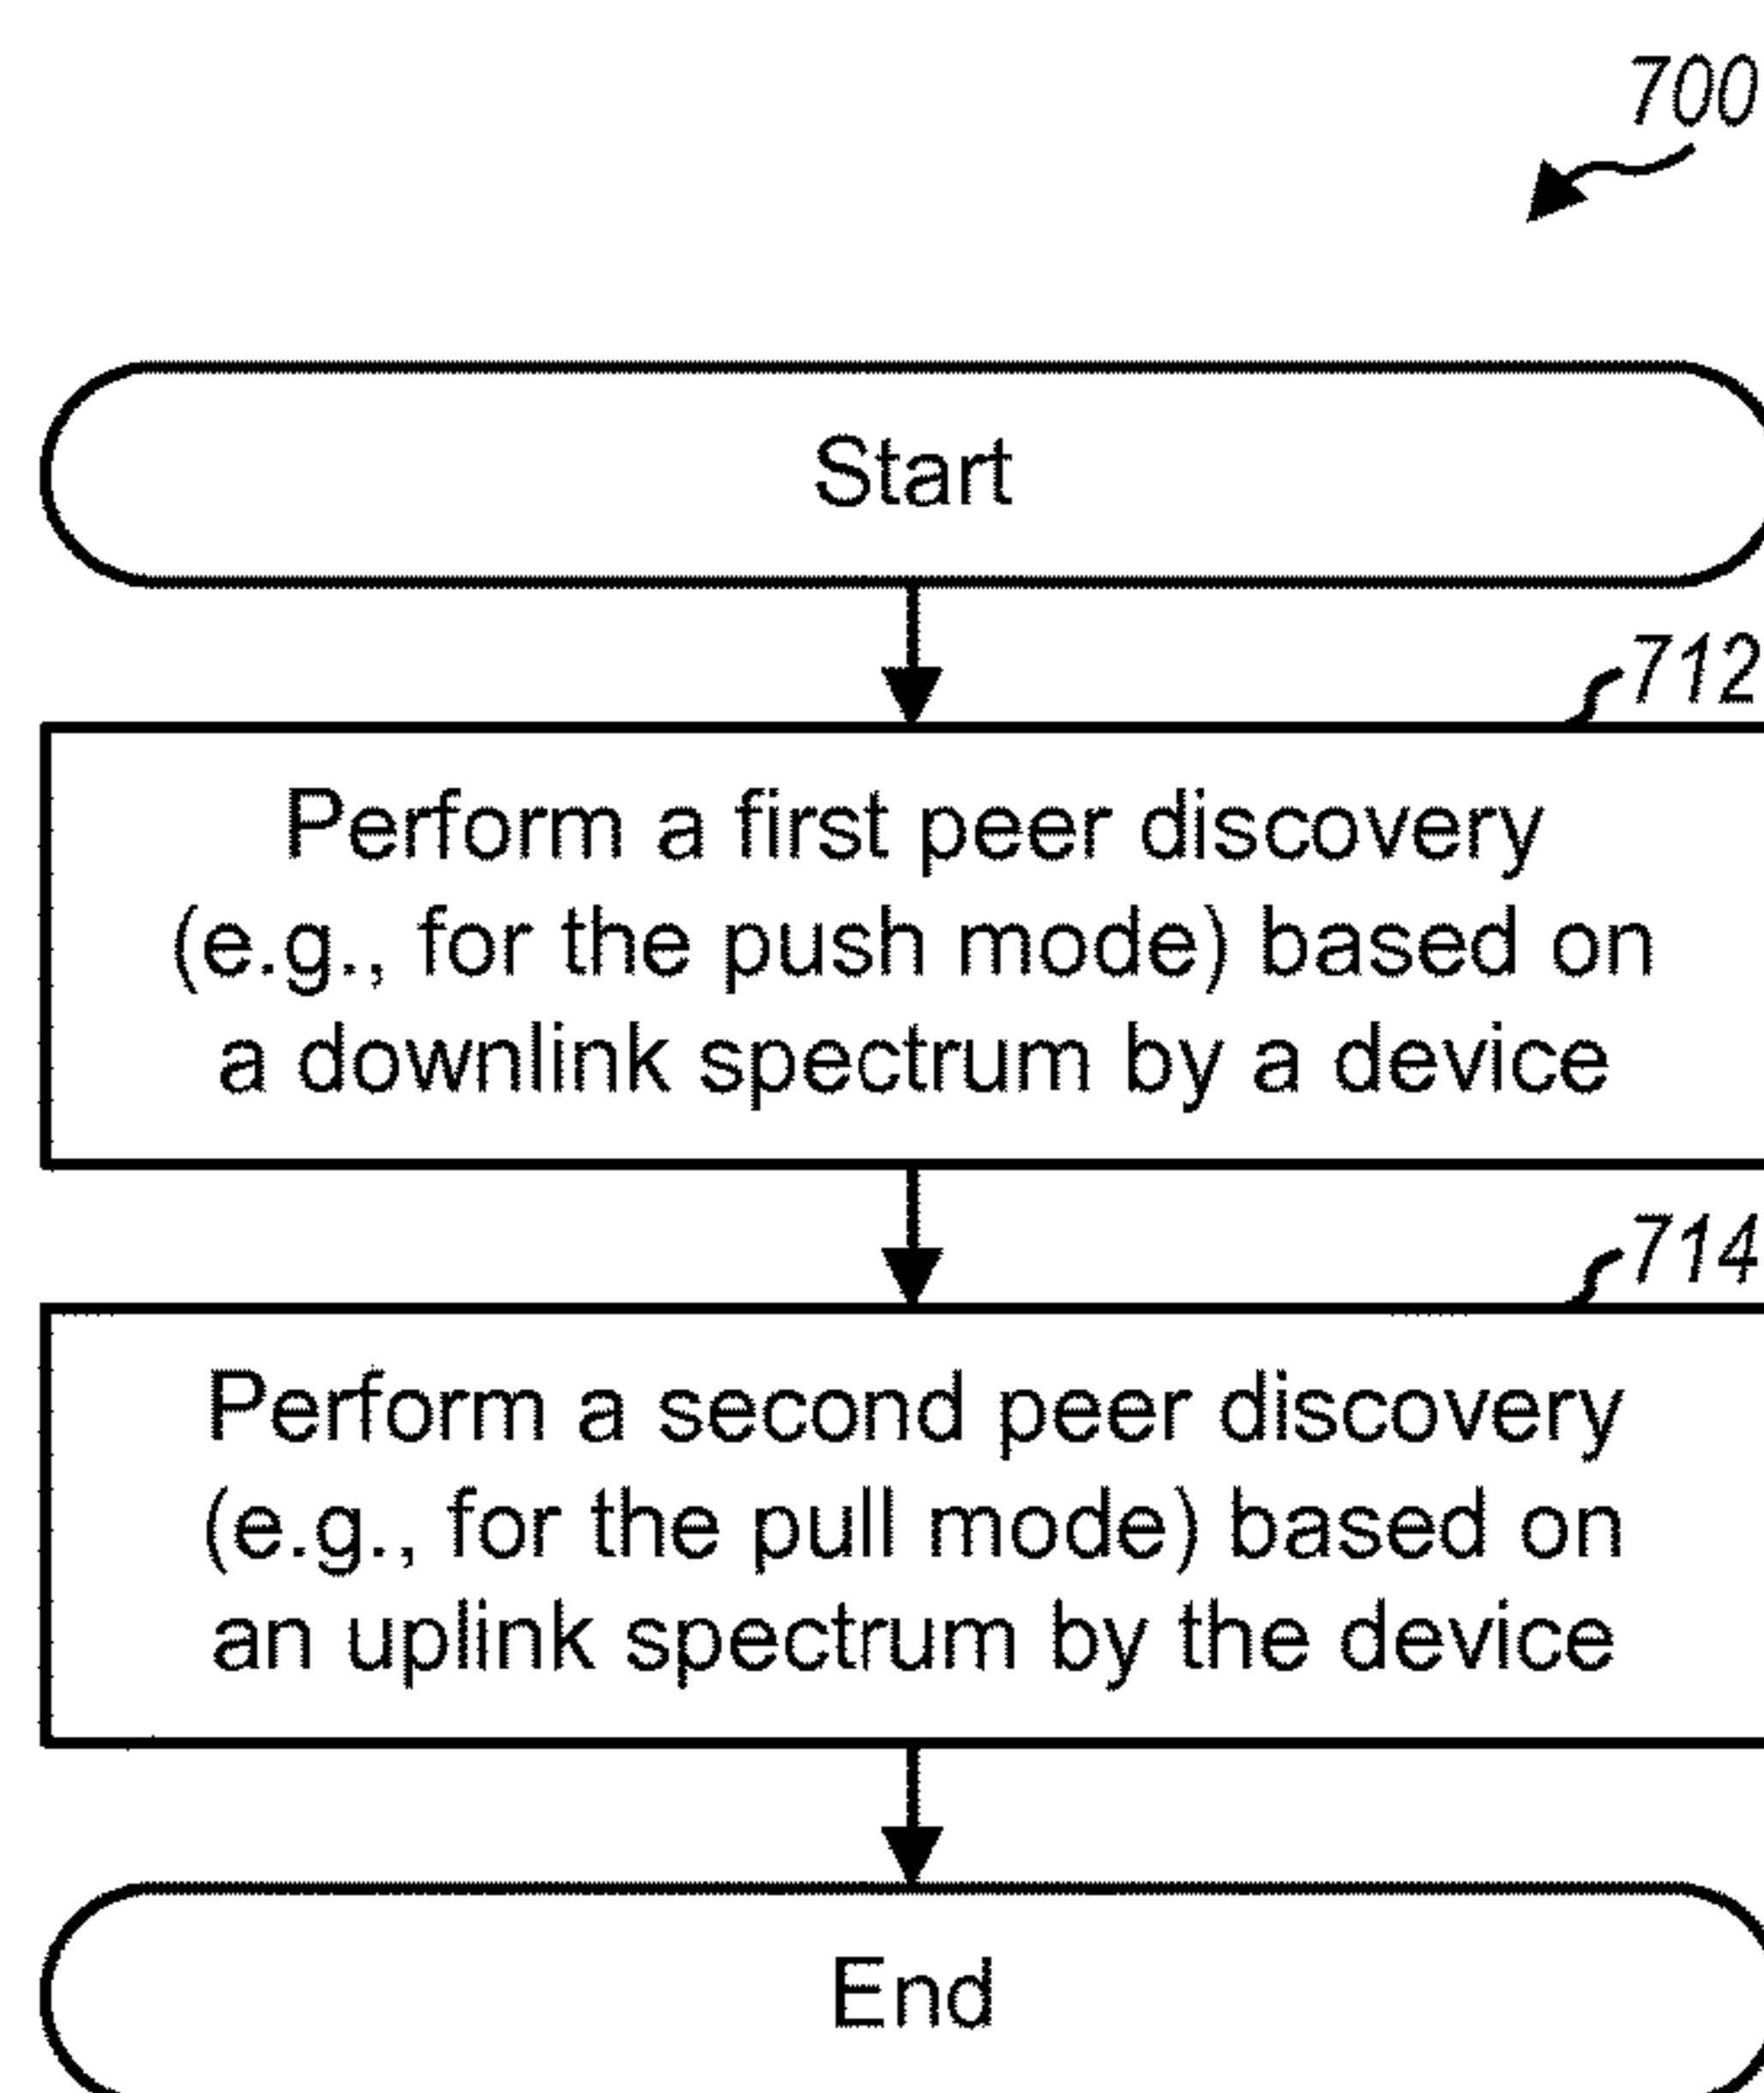 700
Start
712
Perform a first peer discovery
(e.g., for the push mode) based on
a downlink spectrum by a device
714
Perform a second peer discovery
(e.g., for the pull mode) based on
an uplink spectrum by the device
End